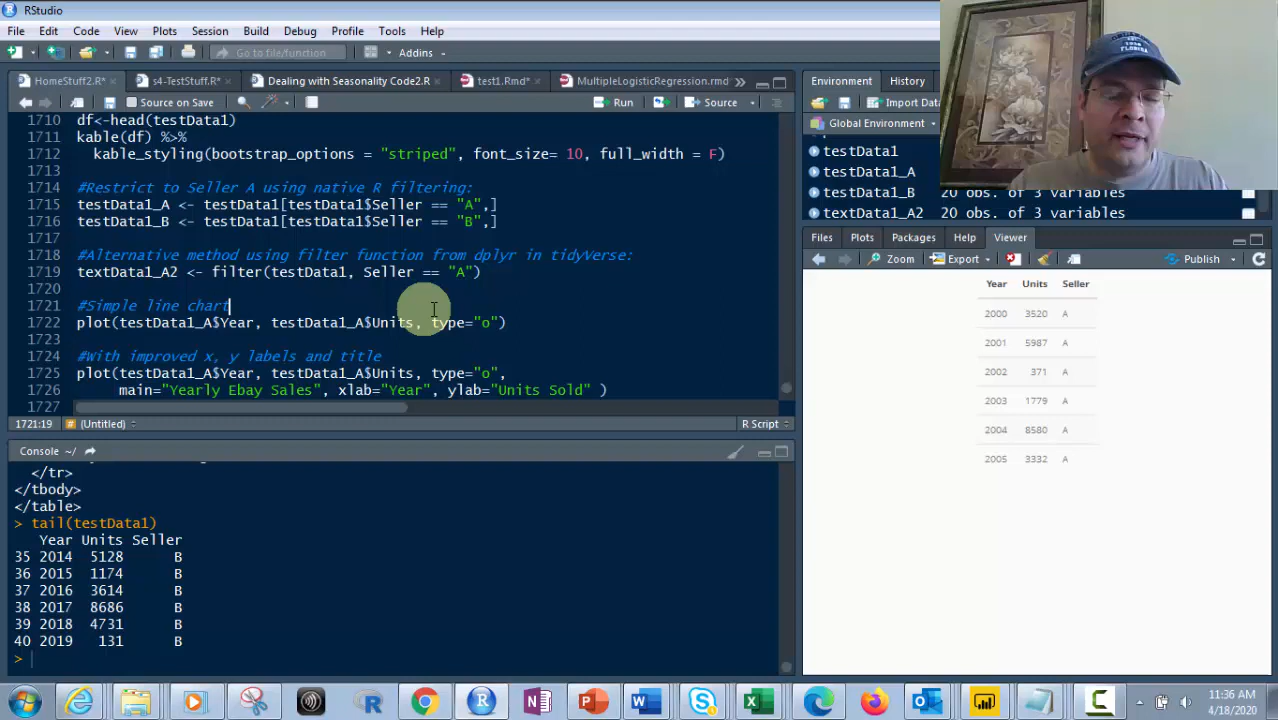 RStudio
File Edit Code View Plots Session Build Debug Profile Tools Help
Go to file/function Addins
HomeStuff2.R* s4-TestStuff.R* Dealing with Seasonality Code2.R test1.Rmd* MultipleLogisticRegression.rmd
Source on Save Run Source
1710 df<-head(testData1)
1711 kable(df) %>%
1712 kable_styling(bootstrap_options = "striped", font_size= 10, full_width = F)
1713
1714 #Restrict to Seller A using native R filtering:
1715 testData1_A <- testData1[testData1$Seller == "A",]
1716 testData1_B <- testData1[testData1$Seller == "B",]
1717
1718 #Alternative method using filter function from dplyr in tidyVerse:
1719 textData1_A2 <- filter(testData1, Seller == "A")
1720
1721 #Simple line chart
1722 plot(testData1_A$Year, testData1_A$Units, type="o")
1723
1724 #With improved x, y labels and title
1725 plot(testData1_A$Year, testData1_A$Units, type="o",
1726 main="Yearly Ebay Sales", xlab="Year", ylab="Units Sold" )
1727
1721:19 (Untitled) R Script
Console ~/
</tr>
</tbody>
</table>
> tail(testData1)
Year Units Seller
35 2014 5128 B
36 2015 1174 B
37 2016 3614 B
38 2017 8686 B
39 2018 4731 B
40 2019 131 B
>
Environment History
Import Data
Global Environment
testData1
testData1_A
testData1_B 20 obs. of 3 variables
textData1_A2 20 obs. of 3 variables
Files Plots Packages Help Viewer
Zoom Export Publish
Year Units Seller
2000 3520 A
2001 5987 A
2002 371 A
2003 1779 A
2004 8580 A
2005 3332 A
11:36 AM
4/18/2020